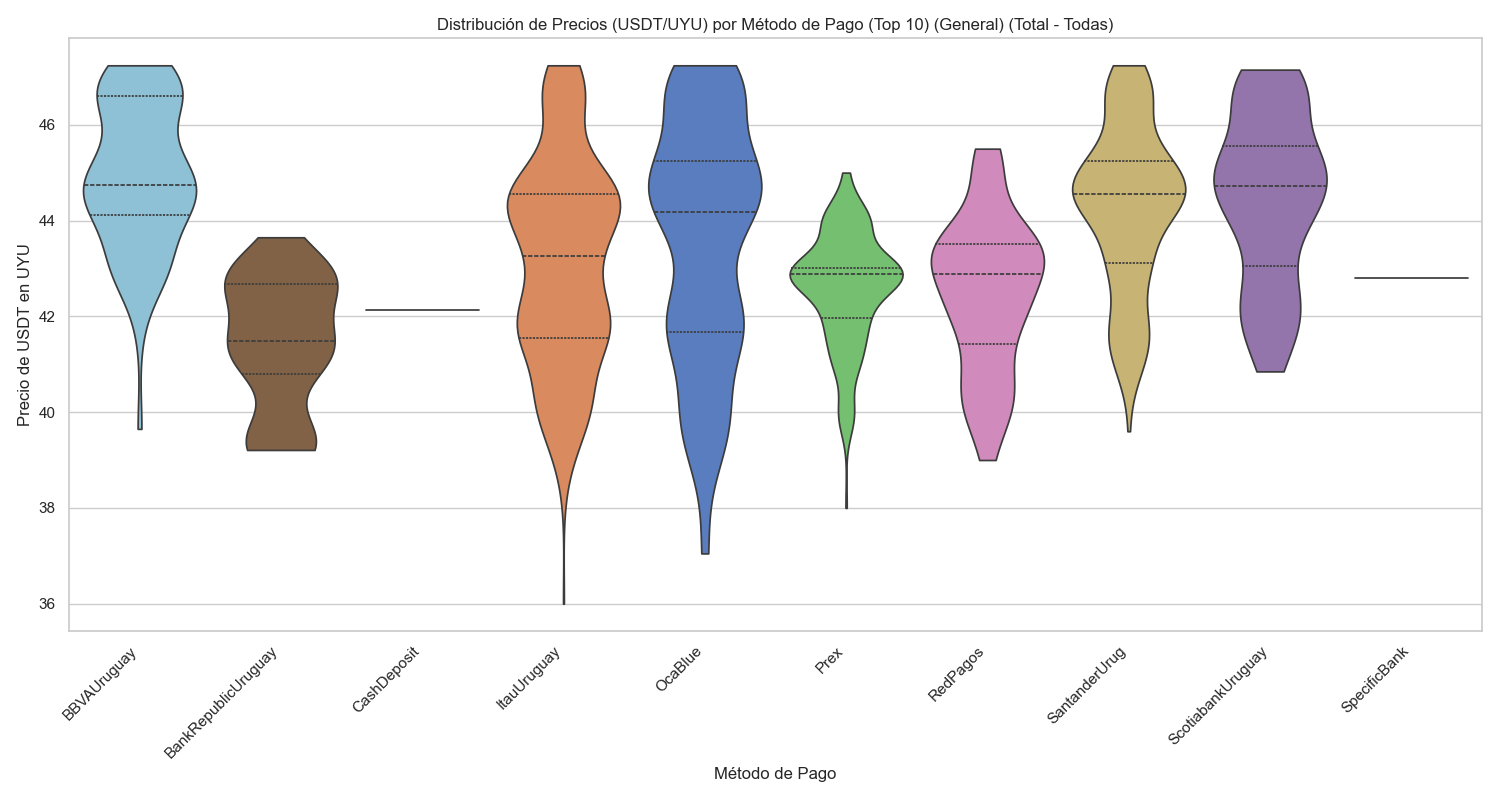 Distribución de Precios (USDT/UYU) por Método de Pago (Top 10) (General) (Total - Todas)
Precio de USDT en UYU
46
44
42
40
38
36
BBVAUruguay
BankRepublicUruguay
CashDeposit
ItauUruguay
OcaBlue
Prex
RedPagos
SantanderUrug
ScotiabankUruguay
SpecificBank
Método de Pago